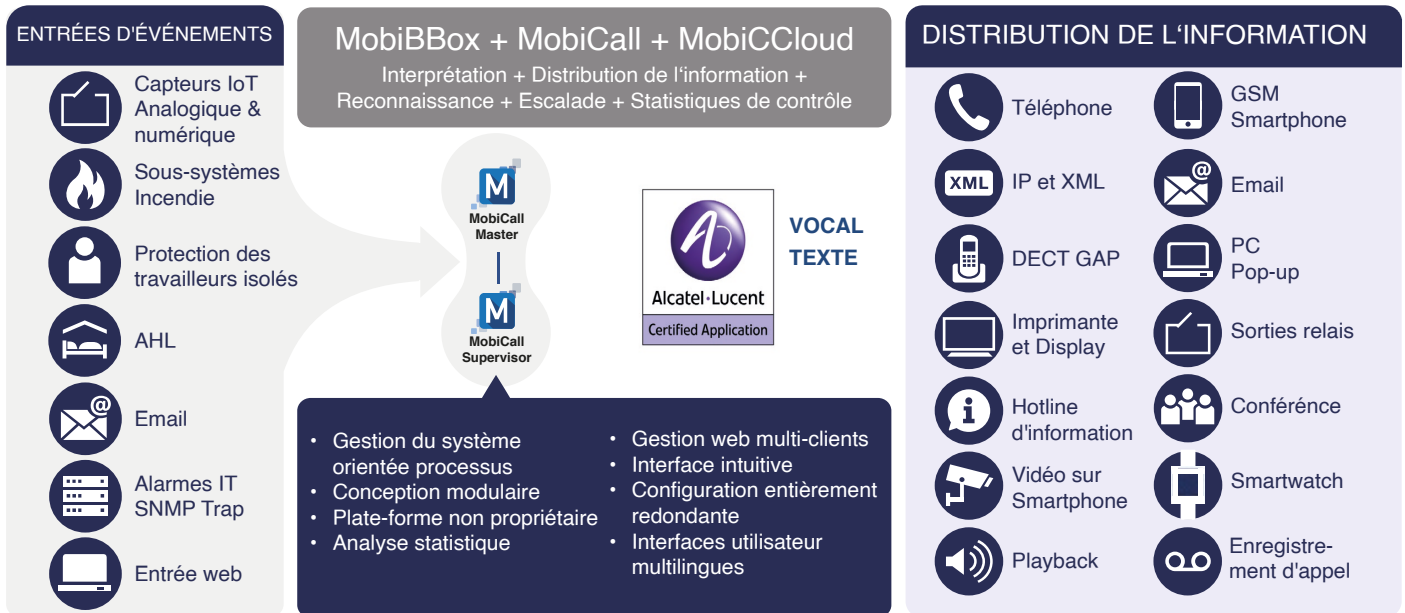 ENTRÉES D'ÉVÉNEMENTS
Capteurs IoT
Analogique &
numérique
Sous-systèmes
Incendie
Protection des
travailleurs isolés
AHL
@
Email
Alarmes IT
SNMP Trap
Entrée web
MobiBBox + MobiCall + MobiCCloud
Interprétation + Distribution de l‘information +
Reconnaissance + Escalade + Statistiques de contrôle
M
MobiCall
Master
M
MobiCall
Supervisor
Alcatel·Lucent
Certified Application
VOCAL
TEXTE
• Gestion du système
orientée processus
• Conception modulaire
• Plate-forme non propriétaire
• Analyse statistique
• Gestion web multi-clients
• Interface intuitive
• Configuration entièrement
redondante
• Interfaces utilisateur
multilingues
DISTRIBUTION DE L‘INFORMATION
Téléphone
XML
IP et XML
DECT GAP
Imprimante
et Display
i
Hotline
d'information
Vidéo sur
Smartphone
Playback
GSM
Smartphone
@
Email
PC
Pop-up
Sorties relais
Conférénce
Smartwatch
Enregistre-
ment d'appel